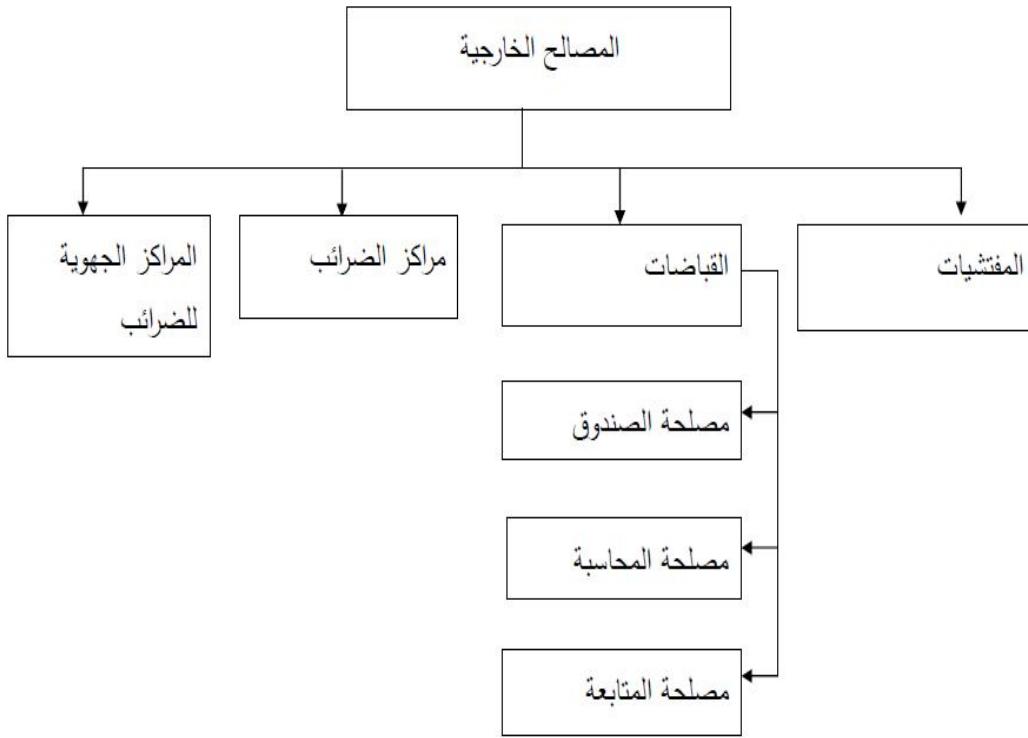 المصالح الخارجية
المفتشيات
القباضات
مراكز الضرائب
المراكز الجهوية
للضرائب
مصلحة الصندوق
مصلحة المحاسبة
مصلحة المتابعة